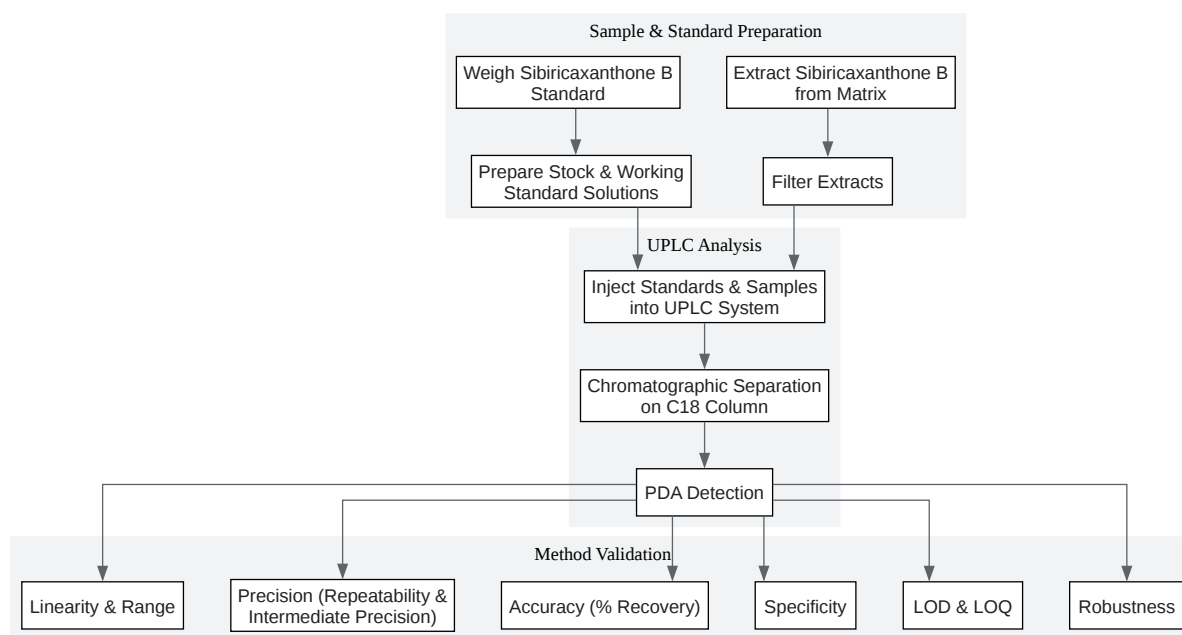 Sample & Standard Preparation
Weigh Sibiricaxanthone B
Standard
Extract Sibiricaxanthone B
from Matrix
Prepare Stock & Working
Standard Solutions
Filter Extracts
UPLC Analysis
Inject Standards & Samples
into UPLC System
Chromatographic Separation
on C18 Column
PDA Detection
Method Validation
Linearity & Range
Precision (Repeatability &
Intermediate Precision)
Accuracy (% Recovery)
Specificity
LOD & LOQ
Robustness